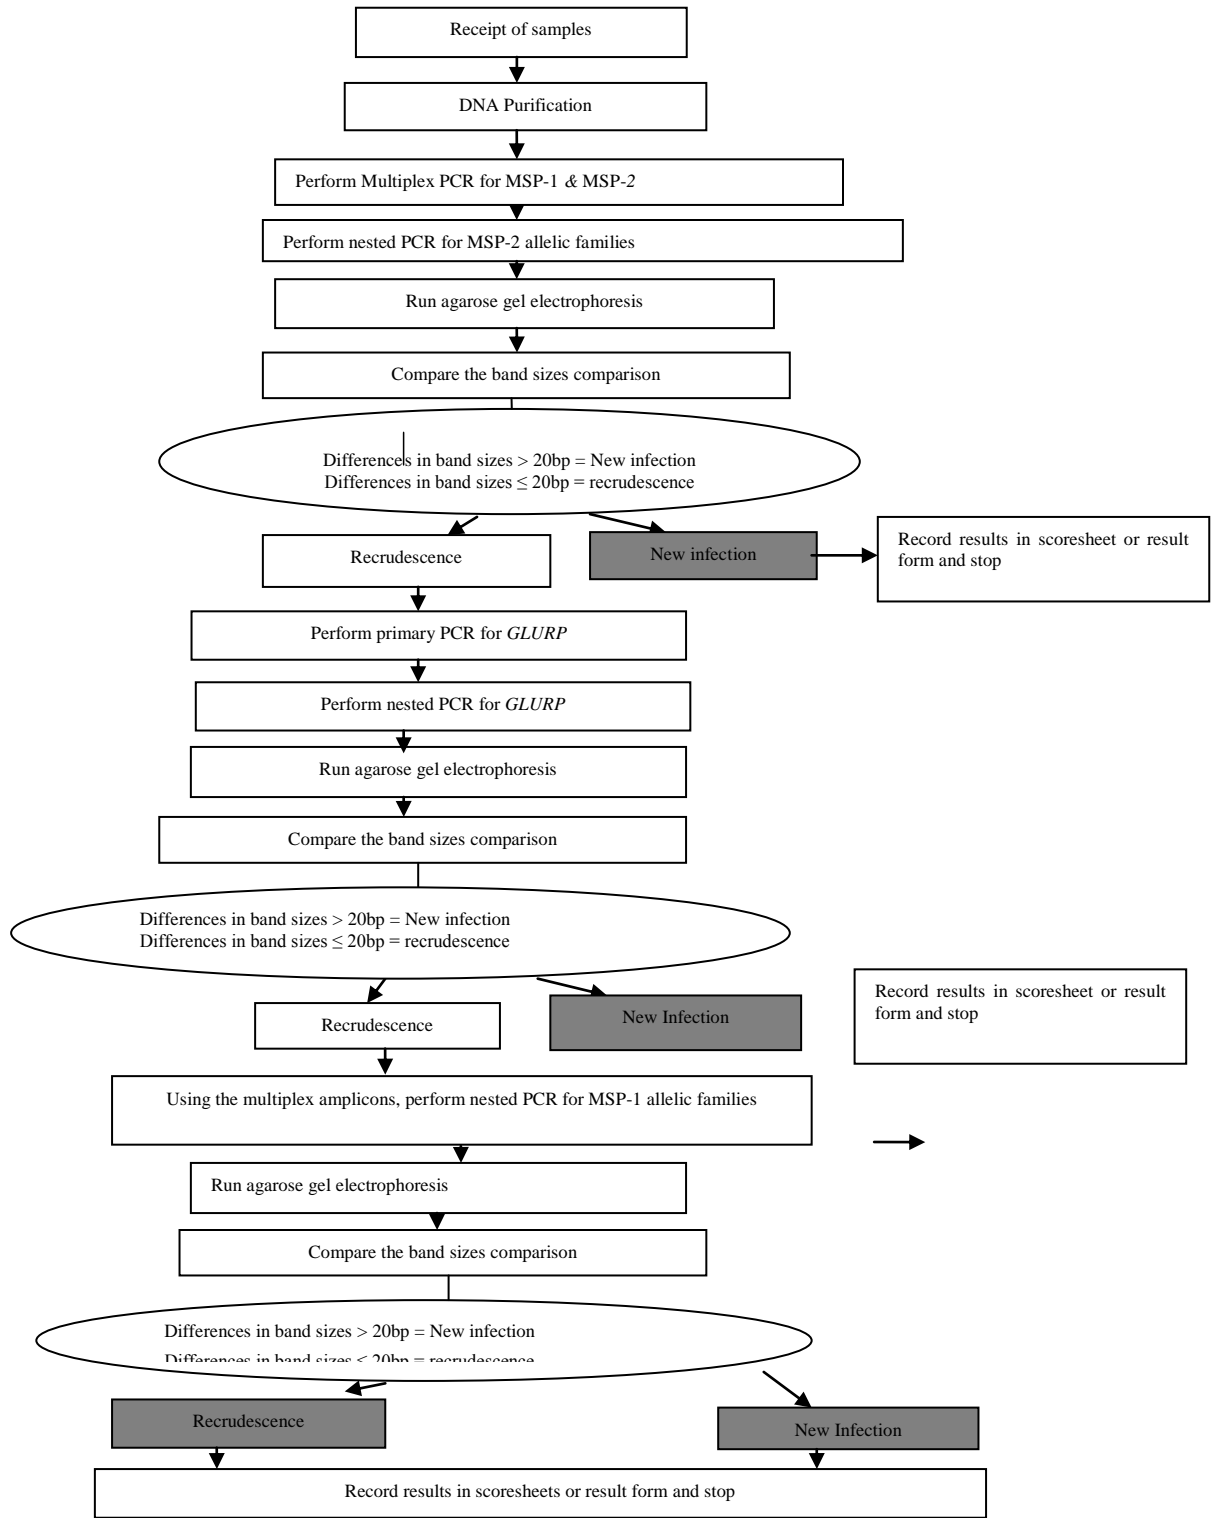 Receipt of samples
DNA Purification
Perform Multiplex PCR for MSP-1 & MSP-2
Perform nested PCR for MSP-2 allelic families
Run agarose gel electrophoresis
Compare the band sizes comparison
Differences in band sizes > 20bp = New infection
Differences in band sizes ≤ 20bp = recrudescence
Recrudescence
New infection
Record results in scoresheet or result
form and stop
Perform primary PCR for GLURP
Perform nested PCR for GLURP
Run agarose gel electrophoresis
Compare the band sizes comparison
Differences in band sizes > 20bp = New infection
Differences in band sizes ≤ 20bp = recrudescence
Recrudescence
New Infection
Record results in scoresheet or result
form and stop
Using the multiplex amplicons, perform nested PCR for MSP-1 allelic families
Run agarose gel electrophoresis
Compare the band sizes comparison
Differences in band sizes > 20bp = New infection
Differences in band sizes ≤ 20bp = recrudescence
Recrudescence
New Infection
Record results in scoresheets or result form and stop